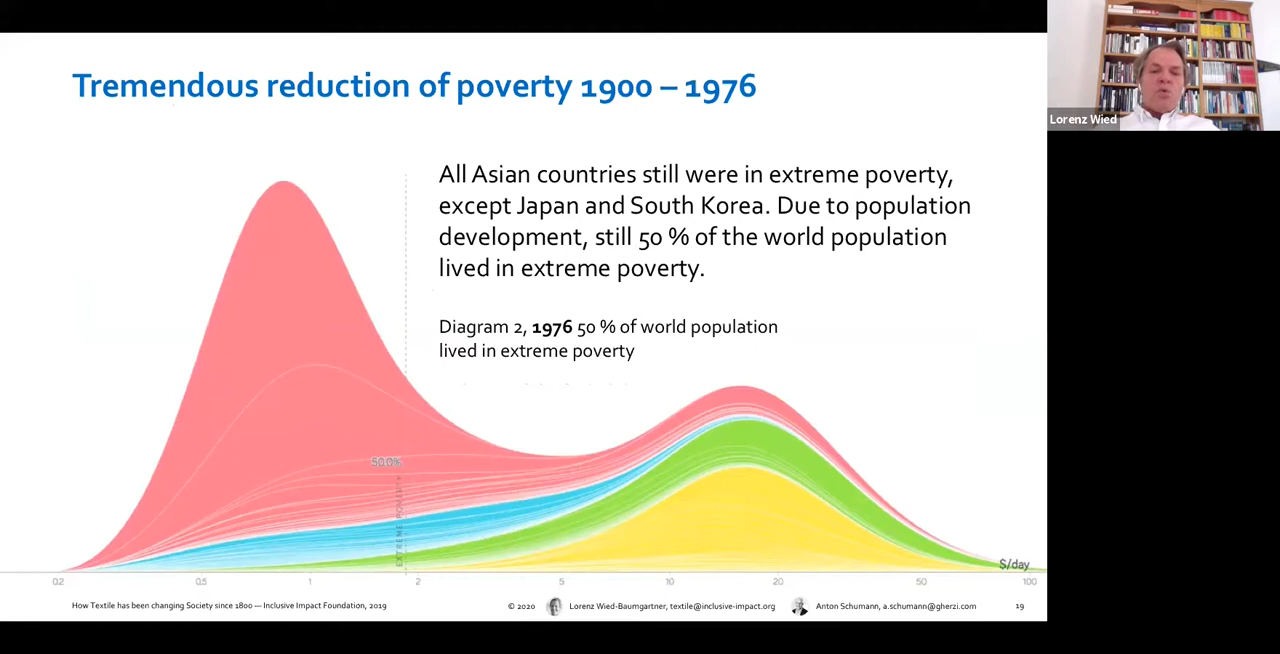 Tremendous reduction of poverty 1900 – 1976
Lorenz Wied
All Asian countries still were in extreme poverty,
except Japan and South Korea. Due to population
development, still 50 % of the world population
lived in extreme poverty.
Diagram 2, 1976 50 % of world population
lived in extreme poverty
50.0%
EXTREME POVERTY
$/day
0.2 0.5 1 2 5 10 20 50 100
How Textile has been changing Society since 1800 — Inclusive Impact Foundation, 2019
© 2020 Lorenz Wied-Baumgartner, textile@inclusive-impact.org Anton Schumann, a.schumann@gherzi.com 19